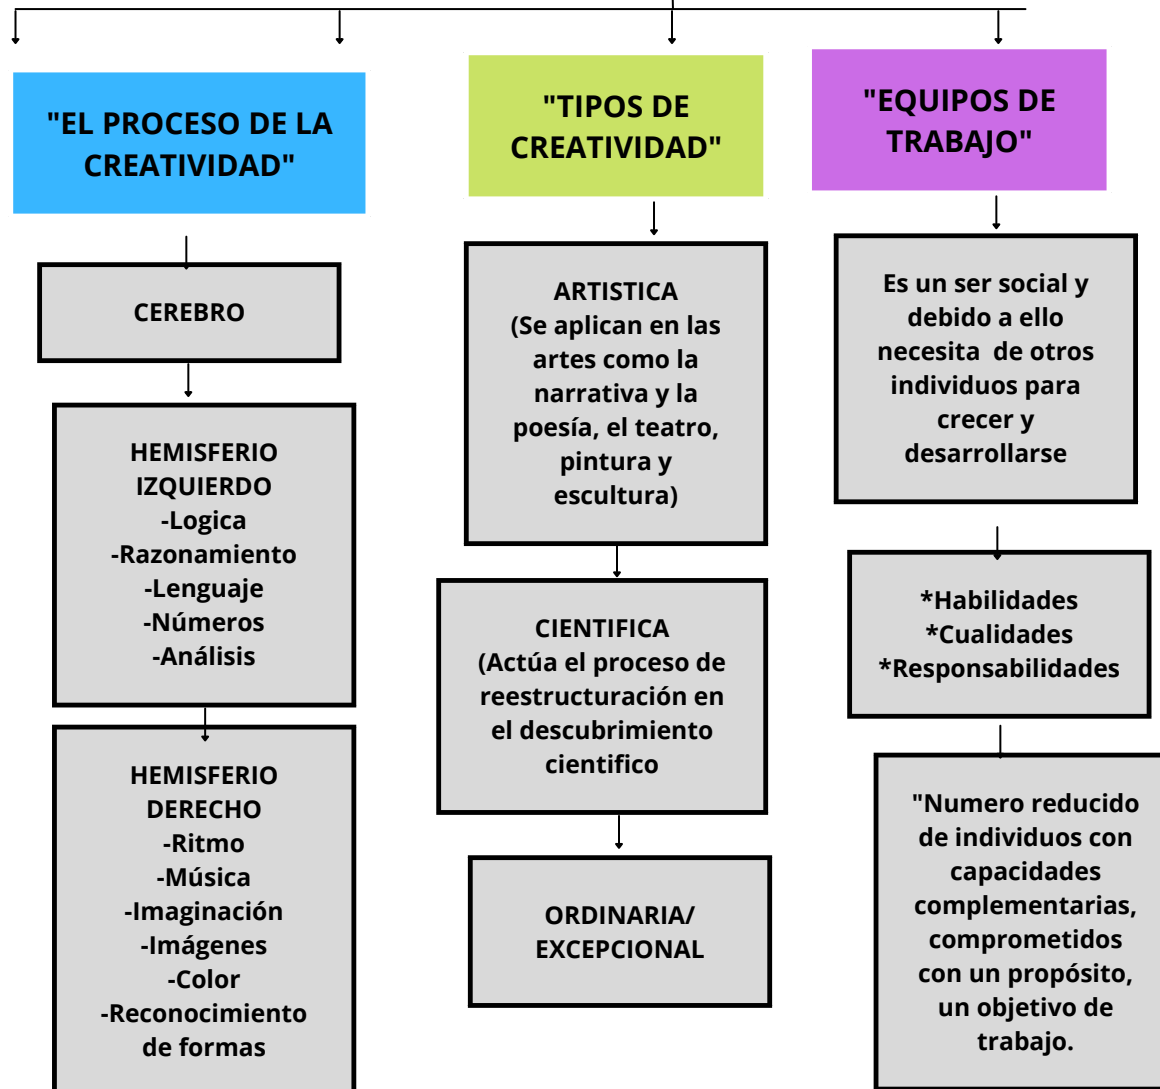 "EL PROCESO DE LA
CREATIVIDAD"
CEREBRO
HEMISFERIO
IZQUIERDO
-Logica
-Razonamiento
-Lenguaje
-Números
-Análisis
HEMISFERIO
DERECHO
-Ritmo
-Música
-Imaginación
-Imágenes
-Color
-Reconocimiento
de formas
"TIPOS DE
CREATIVIDAD"
ARTISTICA
(Se aplican en las
artes como la
narrativa y la
poesía, el teatro,
pintura y
escultura)
CIENTIFICA
(Actúa el proceso de
reestructuración en
el descubrimiento
cientifico
ORDINARIA/
EXCEPCIONAL
"EQUIPOS DE
TRABAJO"
Es un ser social y
debido a ello
necesita  de otros
individuos para
crecer y
desarrollarse
*Habilidades
*Cualidades
*Responsabilidades
"Numero reducido
de individuos con
capacidades
complementarias,
comprometidos
con un propósito,
un objetivo de
trabajo.